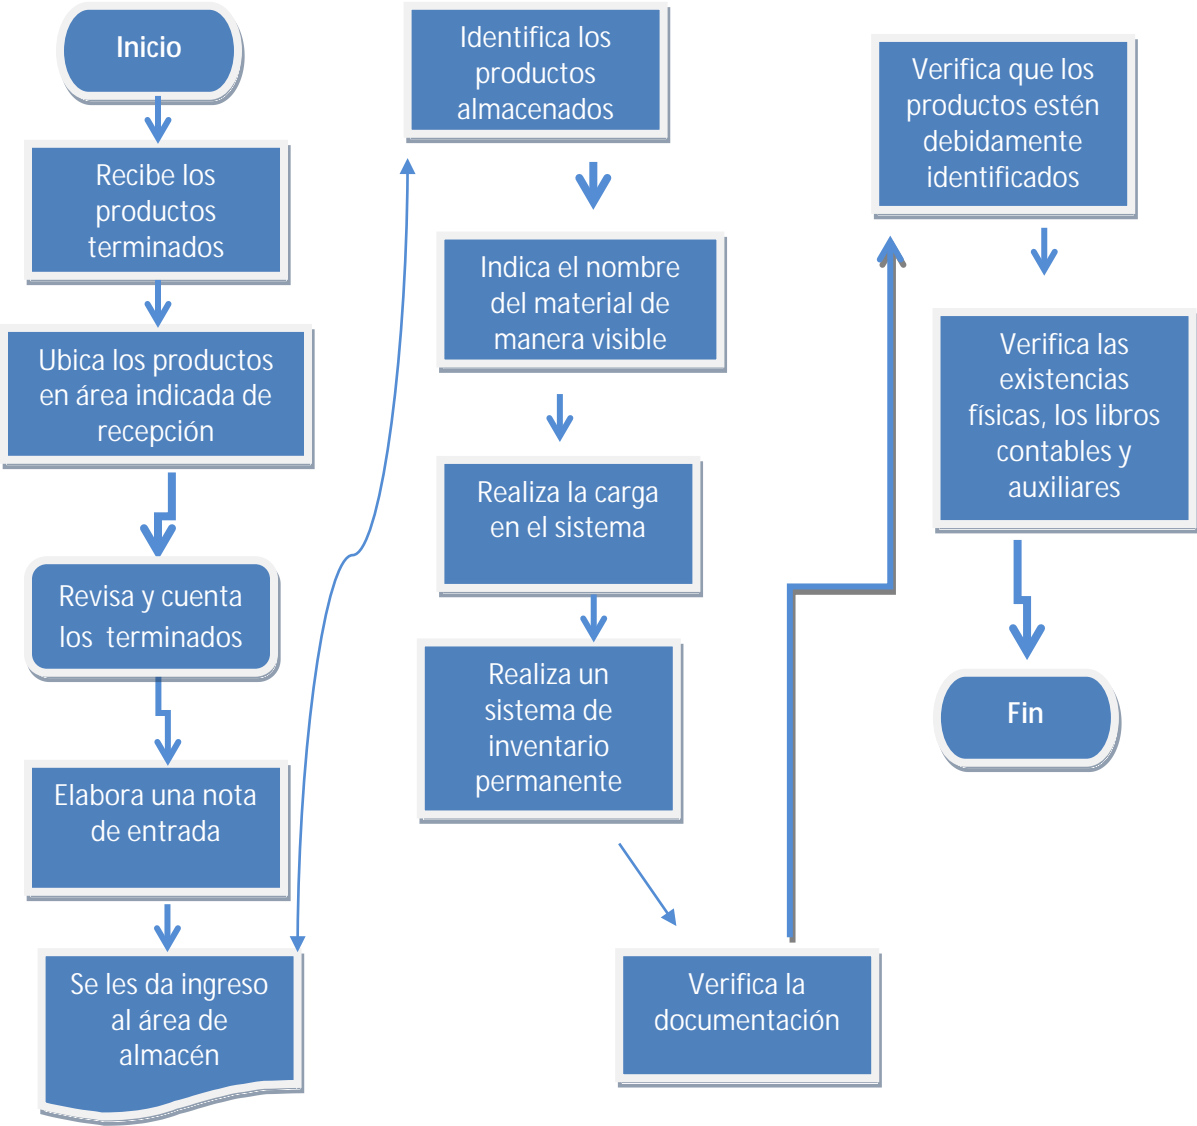 Inicio
Recibe los
productos
terminados
Ubica los productos
en área indicada de
recepción
Revisa y cuenta
los terminados
Elabora una nota
de entrada
Se les da ingreso
al área de
almacén
Identifica los
productos
almacenados
Indica el nombre
del material de
manera visible
Realiza la carga
en el sistema
Realiza un
sistema de
inventario
permanente
Verifica la
documentación
Verifica que los
productos estén
debidamente
identificados
Verifica las
existencias
físicas, los libros
contables y
auxiliares
Fin